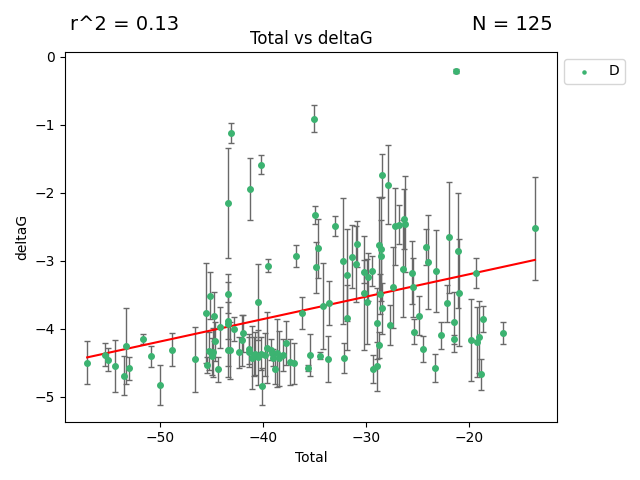 r^2 = 0.13
N = 125
Total vs deltaG
D
0
−1
−2
−3
−4
−5
deltaG
−50
−40
−30
−20
Total